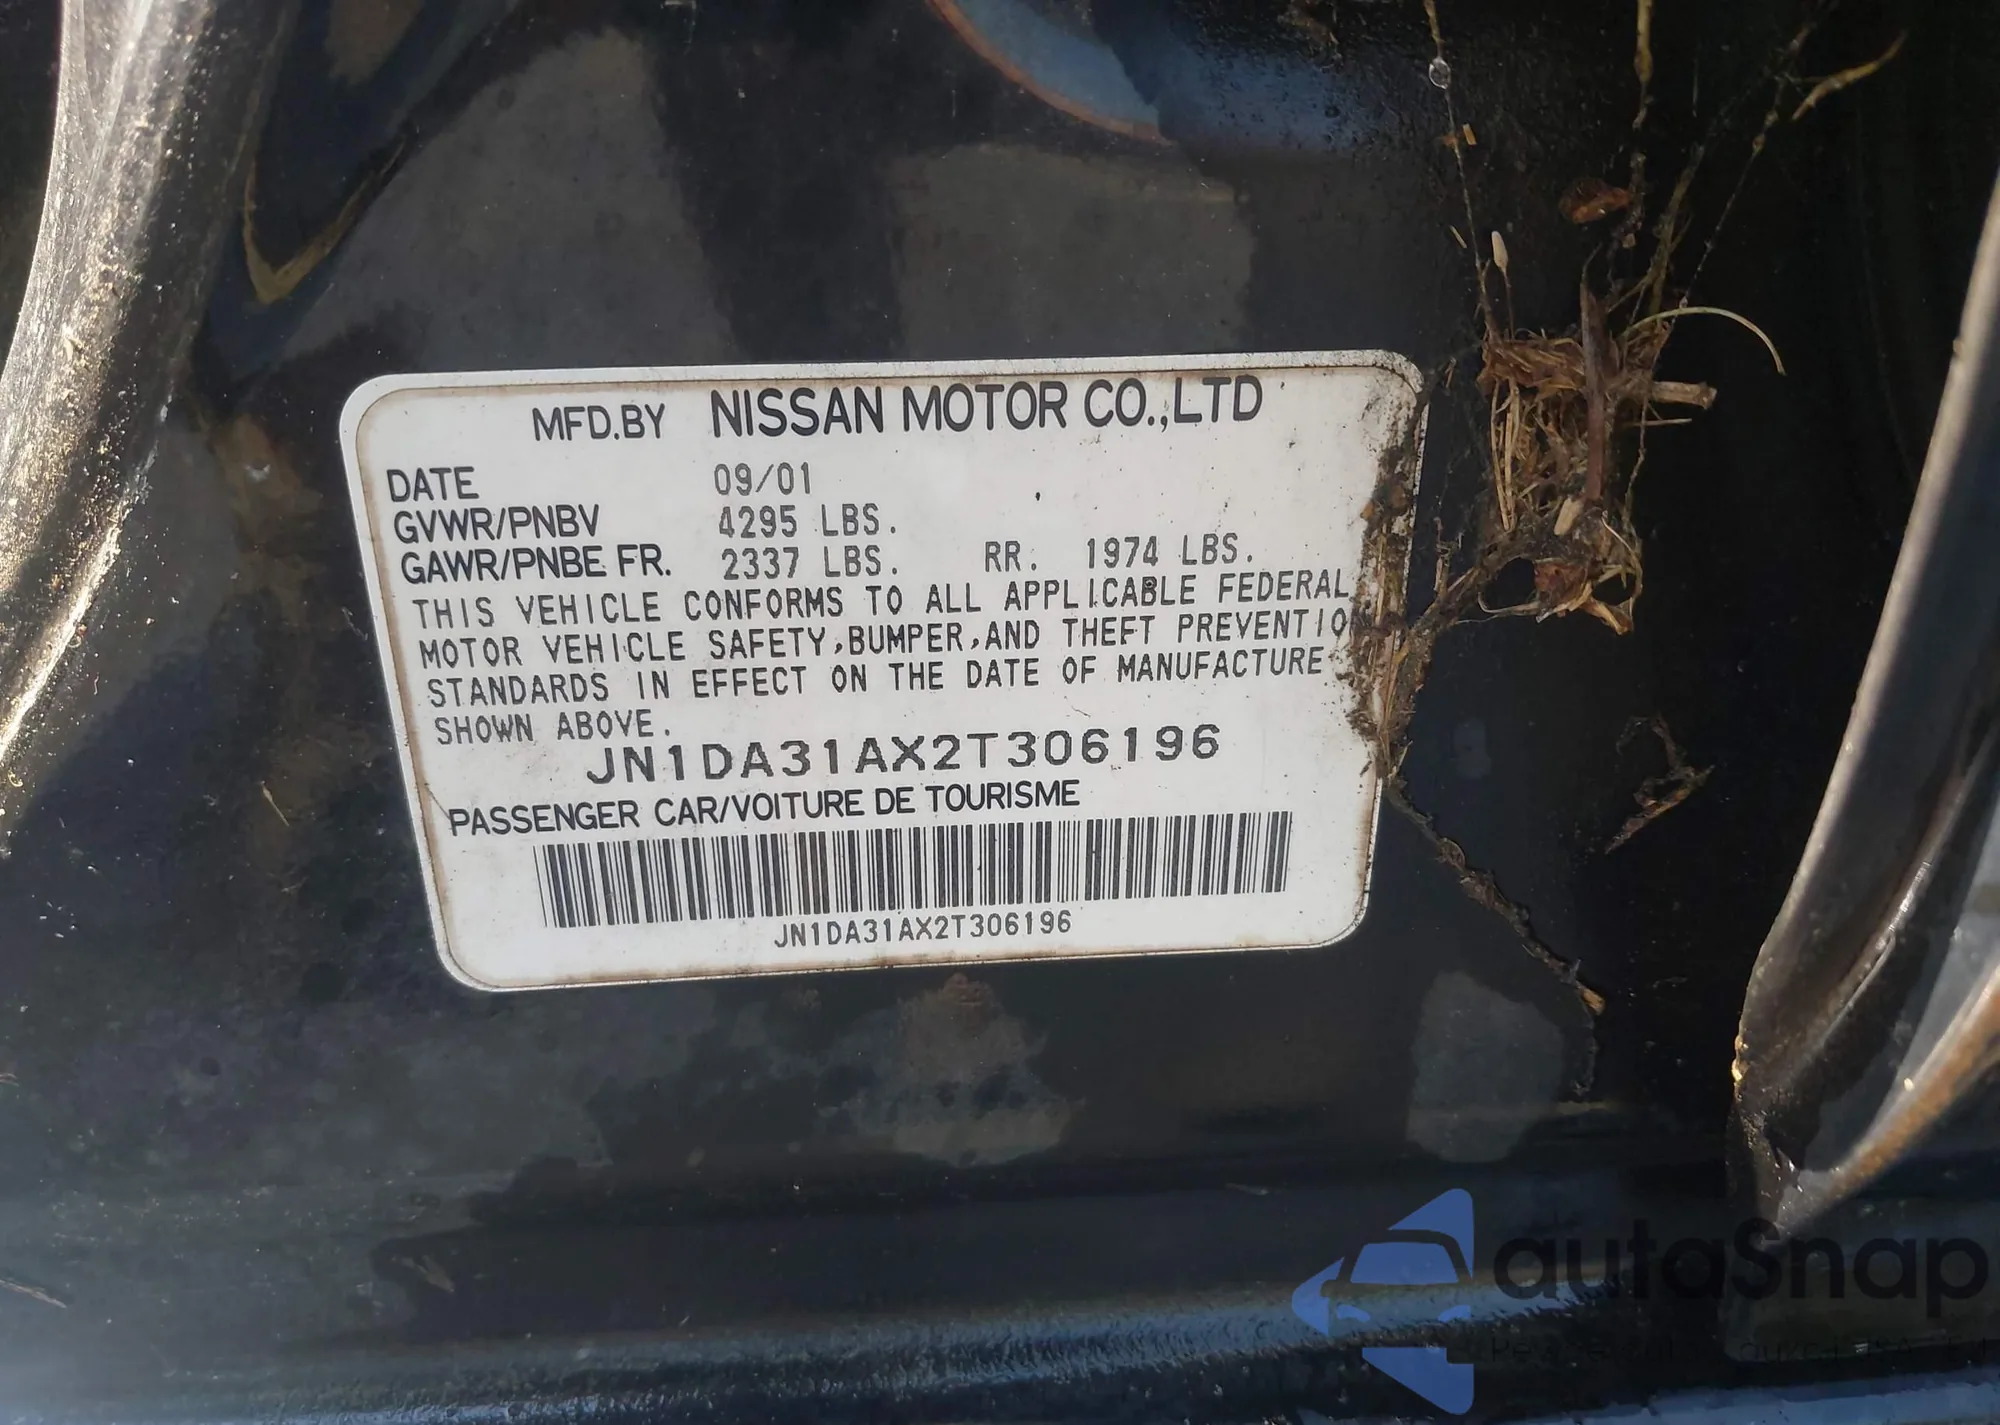 MFD.BY NISSAN MOTOR CO.,LTD
DATE 09/01
GVWR/PNBV 4295 LBS.
GAWR/PNBE FR. 2337 LBS. RR. 1974 LBS.
THIS VEHICLE CONFORMS TO ALL APPLICABLE FEDERAL
MOTOR VEHICLE SAFETY,BUMPER,AND THEFT PREVENTIO
STANDARDS IN EFFECT ON THE DATE OF MANUFACTURE
SHOWN ABOVE.
JN1DA31AX2T306196
PASSENGER CAR/VOITURE DE TOURISME
JN1DA31AX2T306196
autaSnap